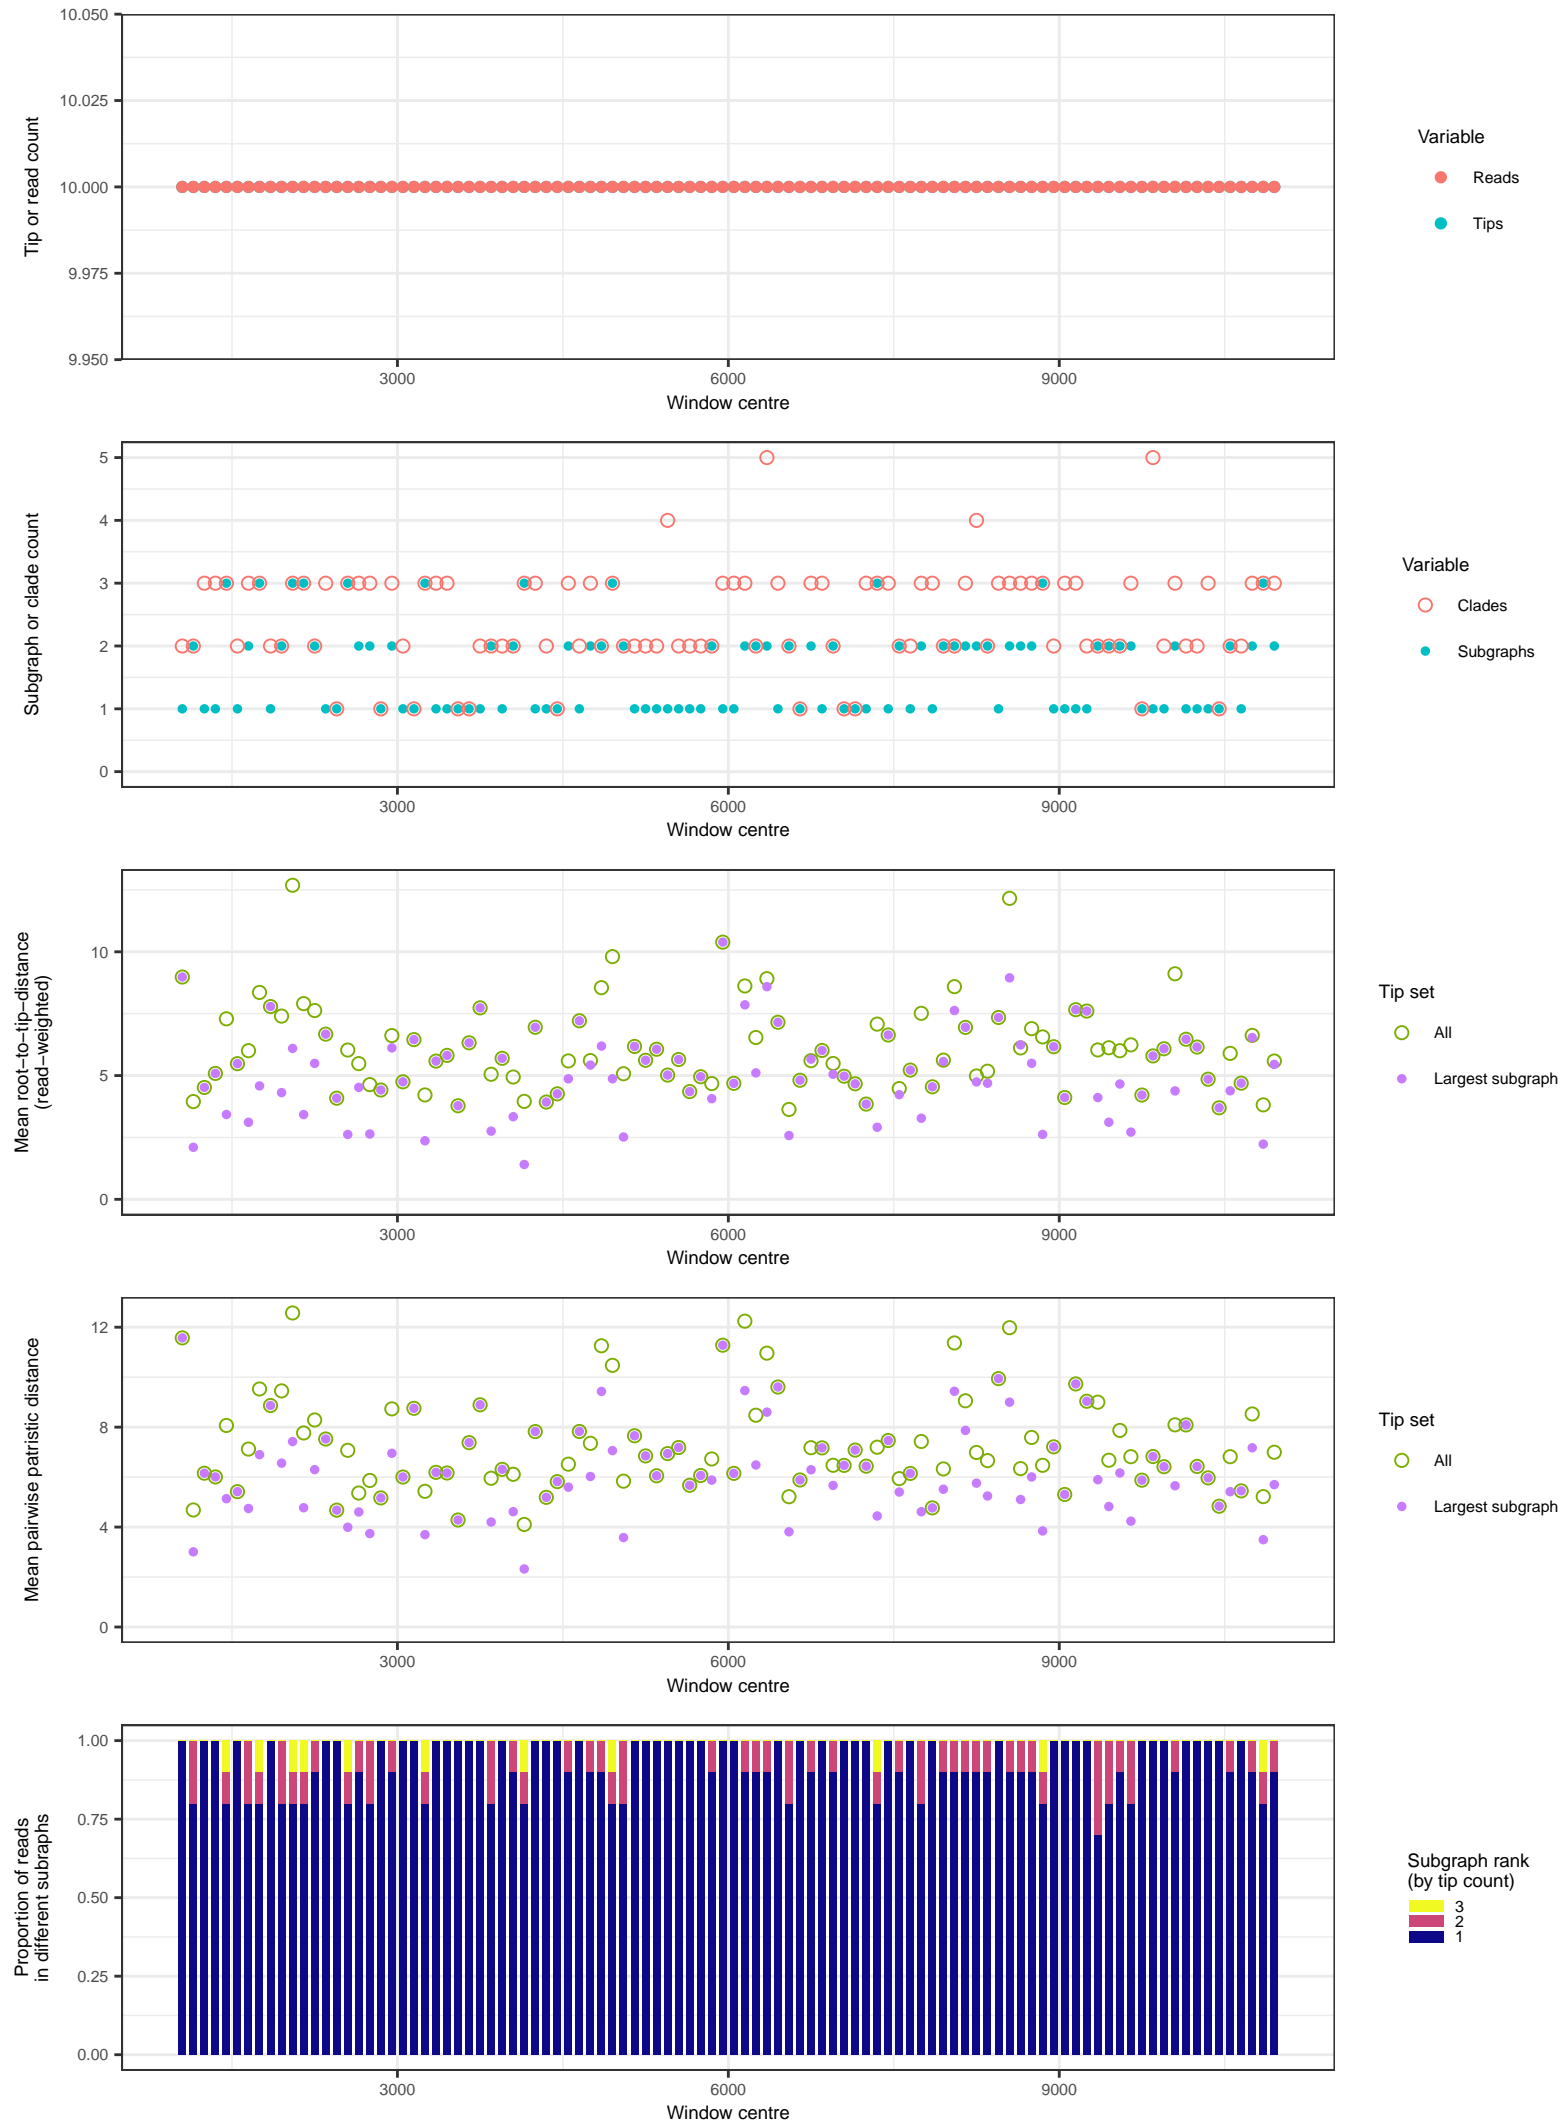 10.050
10.025
10.000
9.975
9.950
Tip or read count
3000
6000
9000
Window centre
Variable
Reads
Tips
5
4
3
2
1
0
Subgraph or clade count
3000
6000
9000
Window centre
Variable
Clades
Subgraphs
10
5
0
Mean root−to−tip−distance
(read−weighted)
3000
6000
9000
Window centre
Tip set
All
Largest subgraph
12
8
4
0
Mean pairwise patristic distance
3000
6000
9000
Window centre
Tip set
All
Largest subgraph
1.00
0.75
0.50
0.25
0.00
Proportion of reads
in different subraphs
3000
6000
9000
Window centre
Subgraph rank
(by tip count)
3
2
1